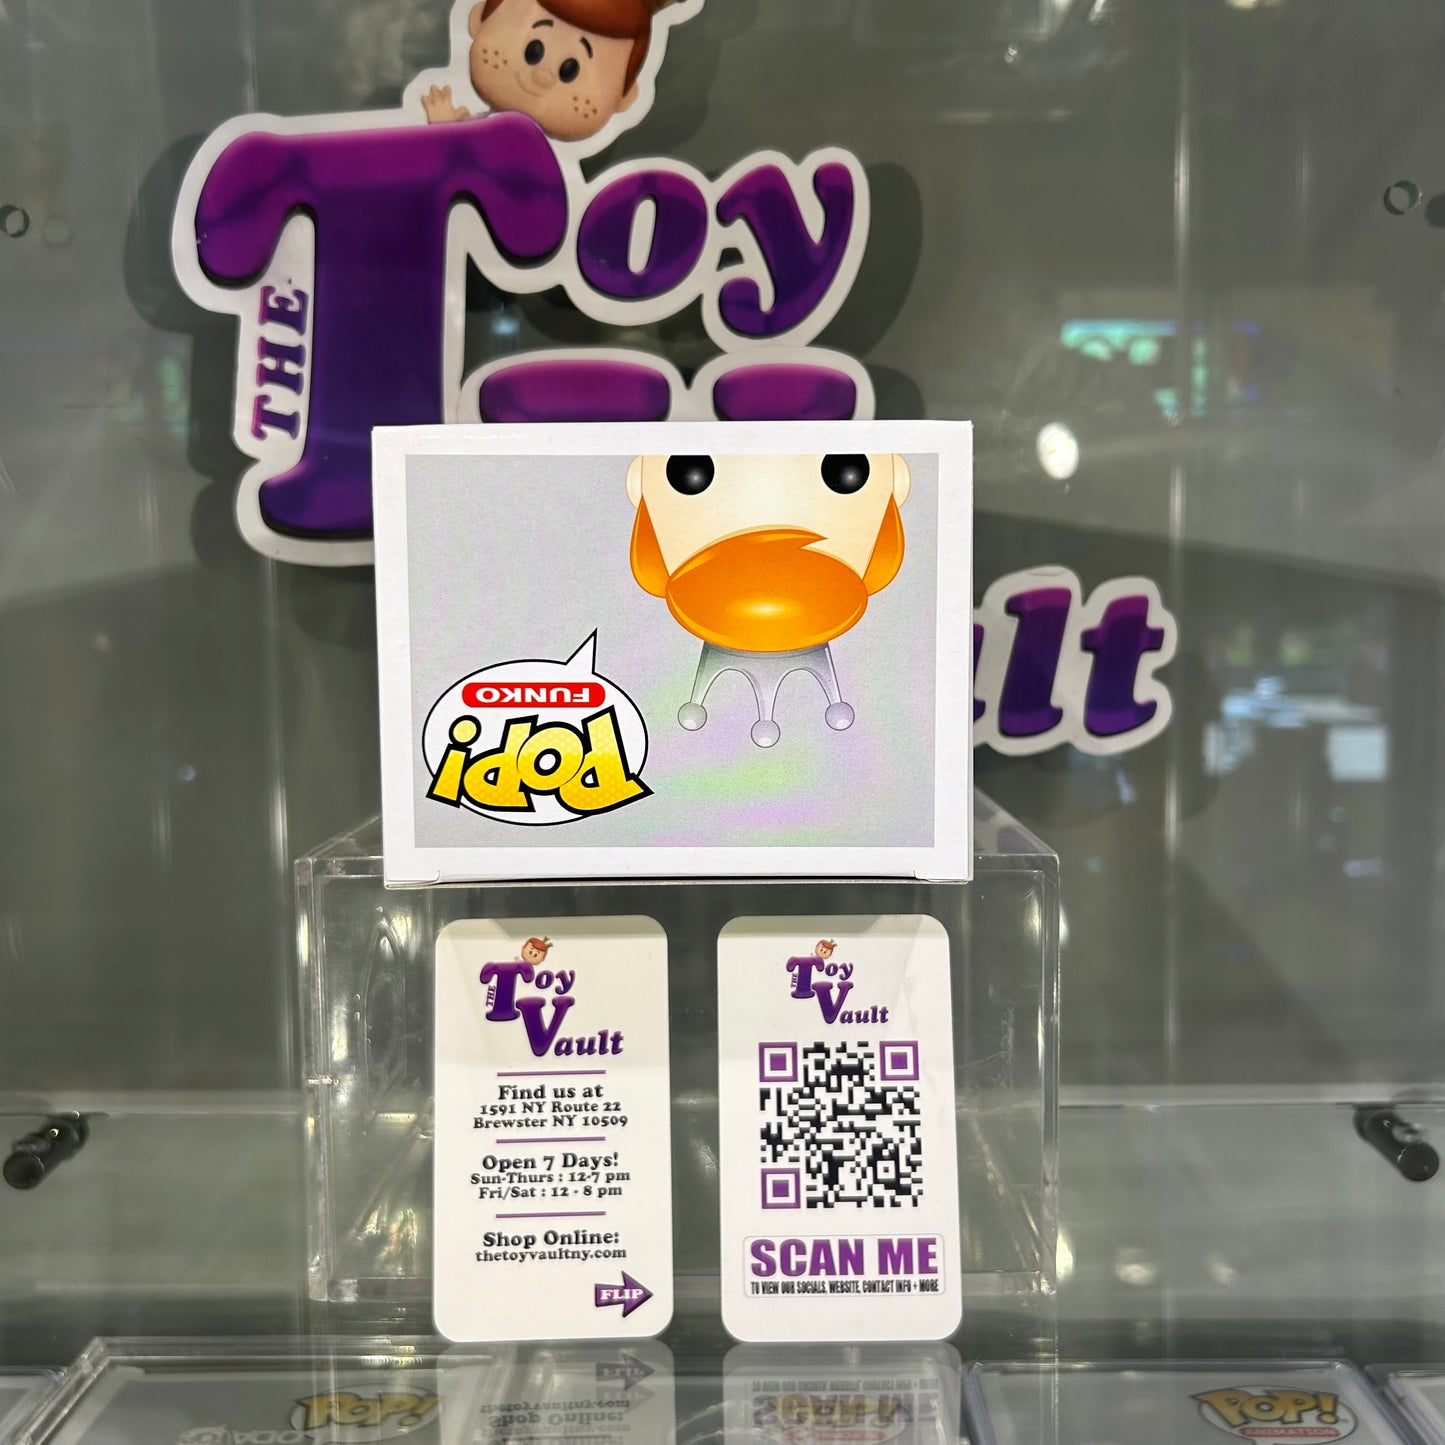 THE Toy
ult
FUNKO
POP!
THE Toy
Vault
Find us at
1591 NY Route 22
Brewster NY 10509
Open 7 Days!
Sun-Thurs : 12-7 pm
Fri/Sat : 12 - 8 pm
Shop Online:
thetoyvaultny.com
FLIP
THE Toy
Vault
SCAN ME
TO VIEW OUR SOCIALS, WEBSITE, CONTACT INFO + MORE
POP!
POP!